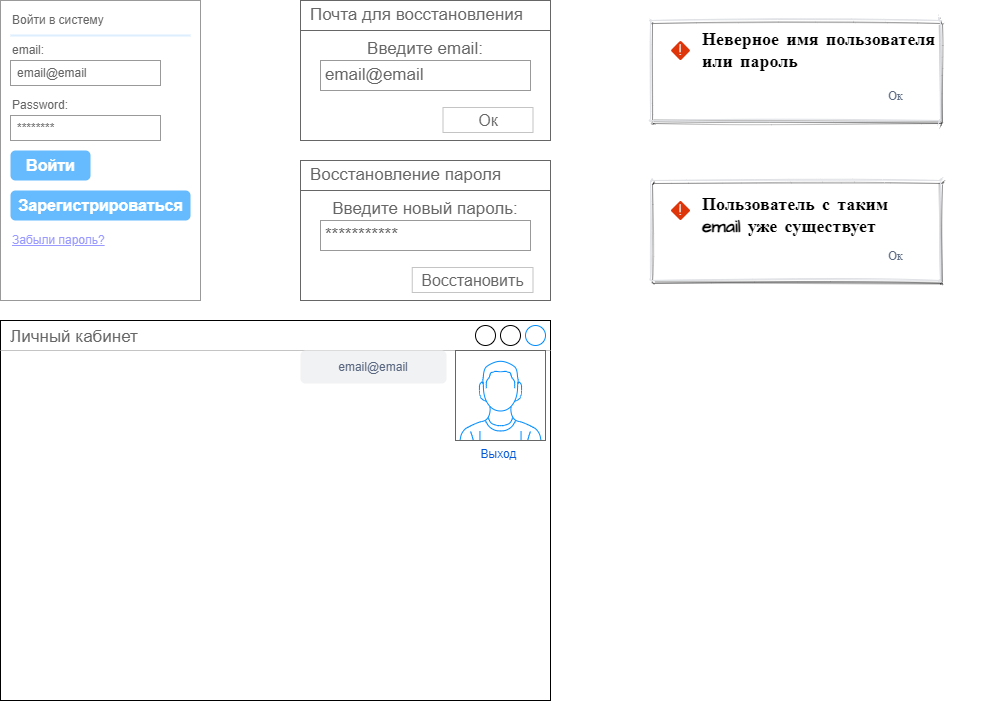 Войти в систему
email:
email@email
Password:
********
Войти
Зарегистрироваться
Забыли пароль?
Почта для восстановления
Введите email:
email@email
Ок
Восстановление пароля
Введите новый пароль:
***********
Восстановить
Неверное имя пользователя
или пароль
Ок
Пользователь с таким
email уже существует
Ок
Личный кабинет
email@email
Выход